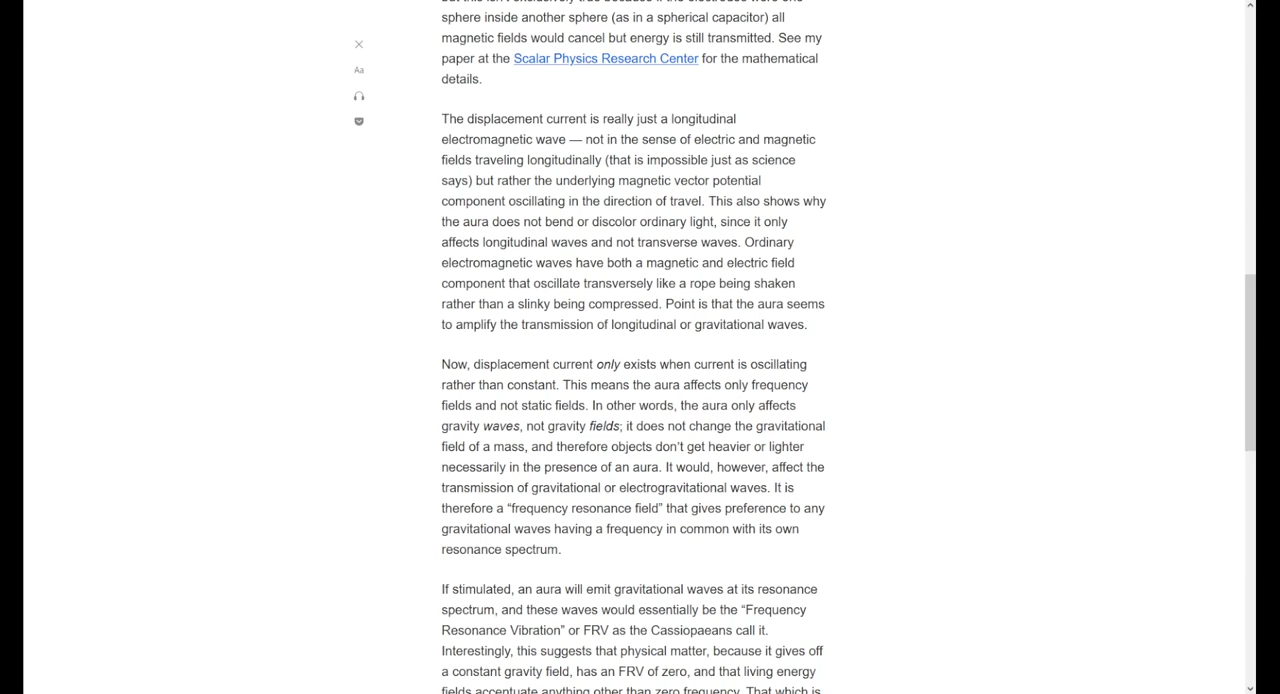 sphere inside another sphere (as in a spherical capacitor) all
magnetic fields would cancel but energy is still transmitted. See my
paper at the Scalar Physics Research Center for the mathematical
details.
Aa
The displacement current is really just a longitudinal
electromagnetic wave — not in the sense of electric and magnetic
fields traveling longitudinally (that is impossible just as science
says) but rather the underlying magnetic vector potential
component oscillating in the direction of travel. This also shows why
the aura does not bend or discolor ordinary light, since it only
affects longitudinal waves and not transverse waves. Ordinary
electromagnetic waves have both a magnetic and electric field
component that oscillate transversely like a rope being shaken
rather than a slinky being compressed. Point is that the aura seems
to amplify the transmission of longitudinal or gravitational waves.
Now, displacement current only exists when current is oscillating
rather than constant. This means the aura affects only frequency
fields and not static fields. In other words, the aura only affects
gravity waves, not gravity fields; it does not change the gravitational
field of a mass, and therefore objects don't get heavier or lighter
necessarily in the presence of an aura. It would, however, affect the
transmission of gravitational or electrogravitational waves. It is
therefore a “frequency resonance field” that gives preference to any
gravitational waves having a frequency in common with its own
resonance spectrum.
If stimulated, an aura will emit gravitational waves at its resonance
spectrum, and these waves would essentially be the “Frequency
Resonance Vibration” or FRV as the Cassiopaeans call it.
Interestingly, this suggests that physical matter, because it gives off
a constant gravity field, has an FRV of zero, and that living energy
fields accentuate anything other than zero frequency. That which is